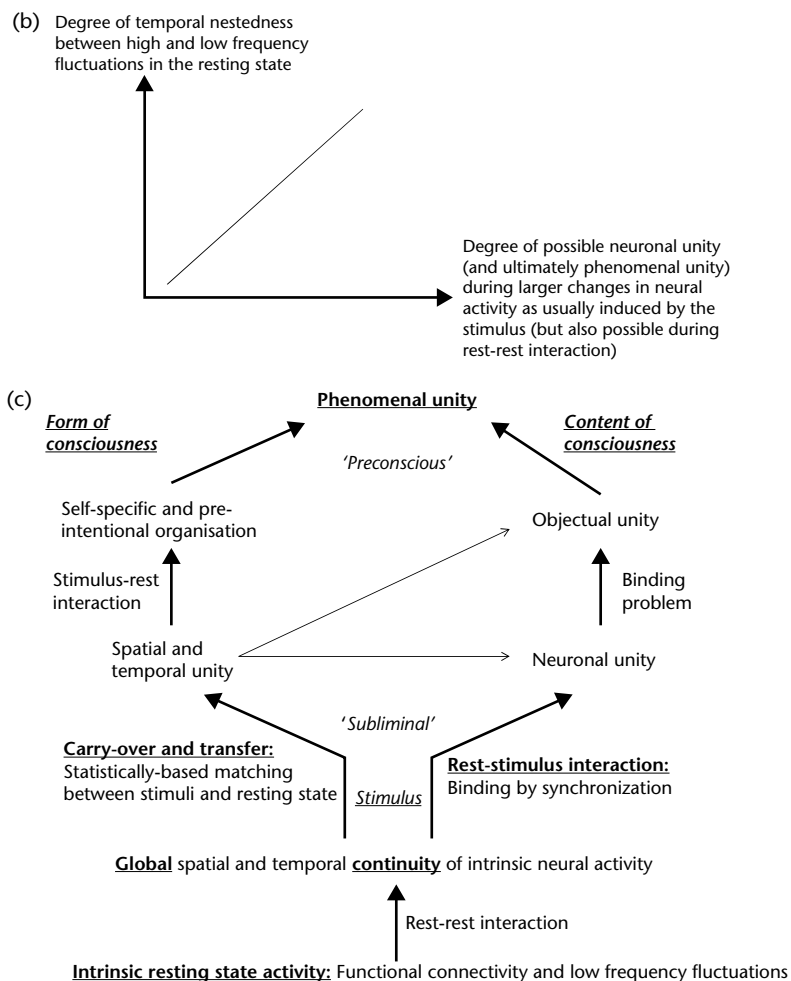 (b) Degree of temporal nestedness
between high and low frequency
fluctuations in the resting state
Degree of possible neuronal unity
(and ultimately phenomenal unity)
during larger changes in neural
activity as usually induced by the
stimulus (but also possible during
rest-rest interaction)
(c)
Phenomenal unity
Form of
consciousness
Content of
consciousness
'Preconscious'
Self-specific and pre-
intentional organisation
Objectual unity
Stimulus-rest
interaction
Binding
problem
Spatial and
temporal unity
Neuronal unity
'Subliminal'
Carry-over and transfer:
Statistically-based matching
between stimuli and resting state
Stimulus
Rest-stimulus interaction:
Binding by synchronization
Global spatial and temporal continuity of intrinsic neural activity
Rest-rest interaction
Intrinsic resting state activity: Functional connectivity and low frequency fluctuations